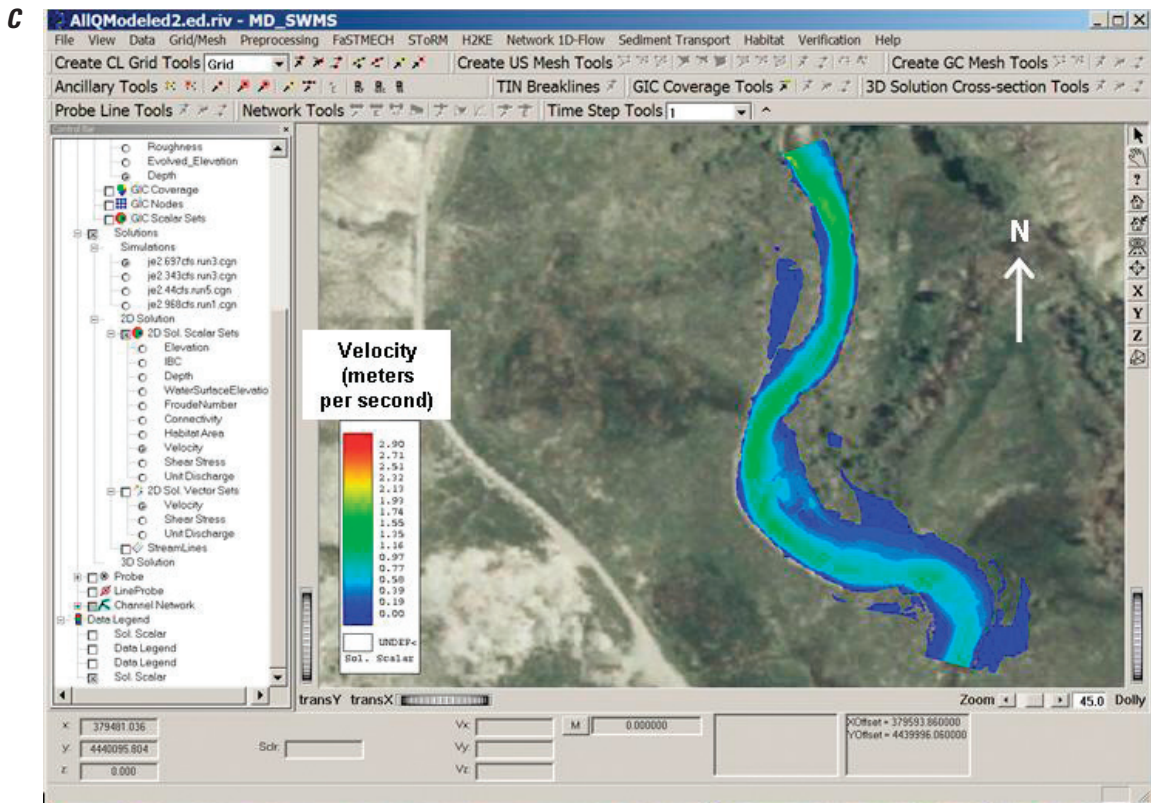 C
AllQModeled2.ed.riv - MD_SWMS
File View Data Grid/Mesh Preprocessing FaSTMECH SToRM H2KE Network 1D-Flow Sediment Transport Habitat Verification Help
Create CL Grid Tools Grid Create US Mesh Tools Create GC Mesh Tools
Ancillary Tools TIN Breaklines GIC Coverage Tools 3D Solution Cross-section Tools
Probe Line Tools Network Tools Time Step Tools 1
Control Bar
Roughness
Evolved_Elevation
Depth
GIC Coverage
GIC Nodes
GIC Scalar Sets
Solutions
Simulations
je2.697cfs.run3.cgn
je2.343cfs.run3.cgn
je2.44cfs.run5.cgn
je2.968cfs.run1.cgn
2D Solution
2D Sol. Scalar Sets
Elevation
IBC
Depth
WaterSurfaceElevatio
FroudeNumber
Connectivity
Habitat Area
Velocity
Shear Stress
Unit Discharge
2D Sol. Vector Sets
Velocity
Shear Stress
Unit Discharge
StreamLines
3D Solution
Probe
LineProbe
Channel Network
Data Legend
Sol. Scalar
Data Legend
Data Legend
Sol. Scalar
N
Velocity
(meters
per second)
2.90
2.71
2.51
2.32
2.13
1.93
1.74
1.55
1.35
1.16
0.97
0.77
0.58
0.39
0.19
0.00
UNDEF<
Sol. Scalar
?
X
Y
Z
transY transX Zoom 45.0 Dolly
x: 379481.036 Vx: M 0.000000 XOffset = 379593.860000
y: 4440095.804 Sclr: Vy: YOffset = 4439996.060000
z: 0.000 Vz: